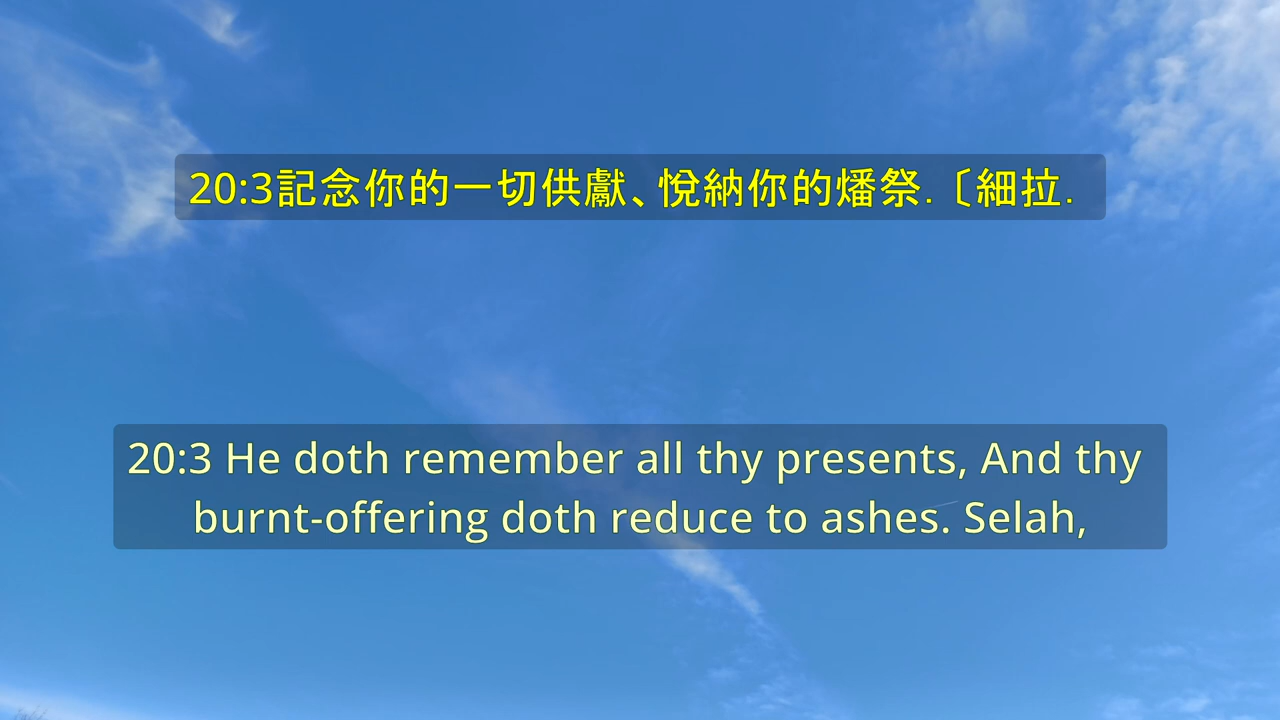 20:3記念你的一切供獻、悅納你的燔祭.〔細拉.
20:3 He doth remember all thy presents, And thy
burnt-offering doth reduce to ashes. Selah,